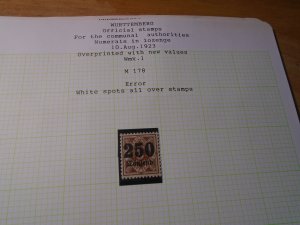 WUERTTEMBERG
Official stamps
For the communal authorities
Numerals in lozenge
10.Aug.1923
Overprinted with new values
Wmv.1
M 178
Error
White spots all over stamps
250